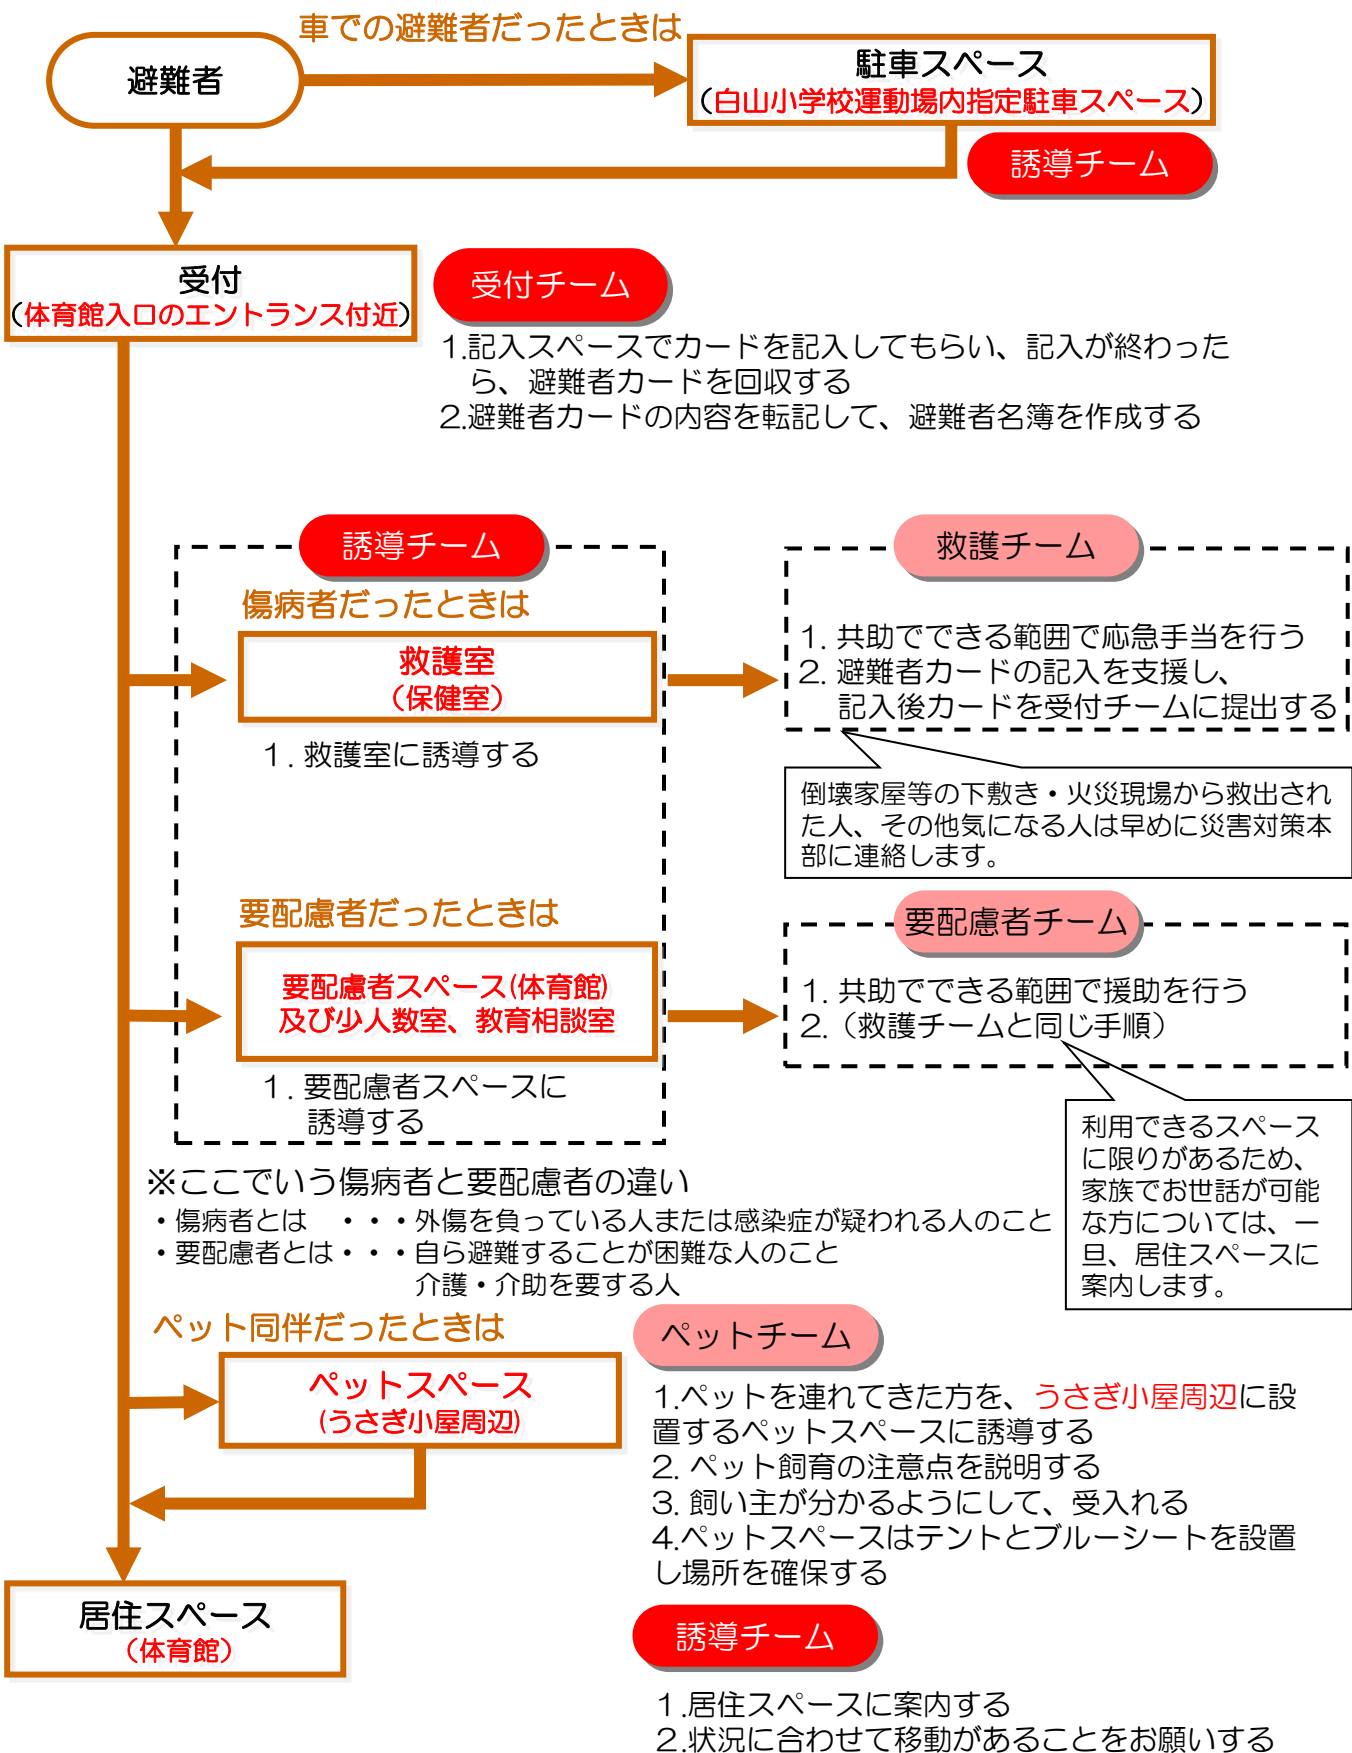 車での避難者だったときは
避難者
駐車スペース
（白山小学校運動場内指定駐車スペース）
誘導チーム
受付
（体育館入口のエントランス付近）
受付チーム
1.記入スペースでカードを記入してもらい、記入が終わった
ら、避難者カードを回収する
2.避難者カードの内容を転記して、避難者名簿を作成する
誘導チーム
傷病者だったときは
救護室
（保健室）
1. 救護室に誘導する
救護チーム
1. 共助でできる範囲で応急手当を行う
2. 避難者カードの記入を支援し、
記入後カードを受付チームに提出する
倒壊家屋等の下敷き・火災現場から救出され
た人、その他気になる人は早めに災害対策本
部に連絡します。
要配慮者だったときは
要配慮者スペース(体育館)
及び少人数室、教育相談室
1. 要配慮者スペースに
誘導する
要配慮者チーム
1. 共助でできる範囲で援助を行う
2.（救護チームと同じ手順）
利用できるスペース
に限りがあるため、
家族でお世話が可能
な方については、一
旦、居住スペースに
案内します。
※ここでいう傷病者と要配慮者の違い
・傷病者とは　・・・外傷を負っている人または感染症が疑われる人のこと
・要配慮者とは・・・自ら避難することが困難な人のこと
介護・介助を要する人
ペット同伴だったときは
ペットスペース
(うさぎ小屋周辺)
ペットチーム
1.ペットを連れてきた方を、うさぎ小屋周辺に設
置するペットスペースに誘導する
2. ペット飼育の注意点を説明する
3. 飼い主が分かるようにして、受入れる
4.ペットスペースはテントとブルーシートを設置
し場所を確保する
居住スペース
（体育館）
誘導チーム
1.居住スペースに案内する
2.状況に合わせて移動があることをお願いする